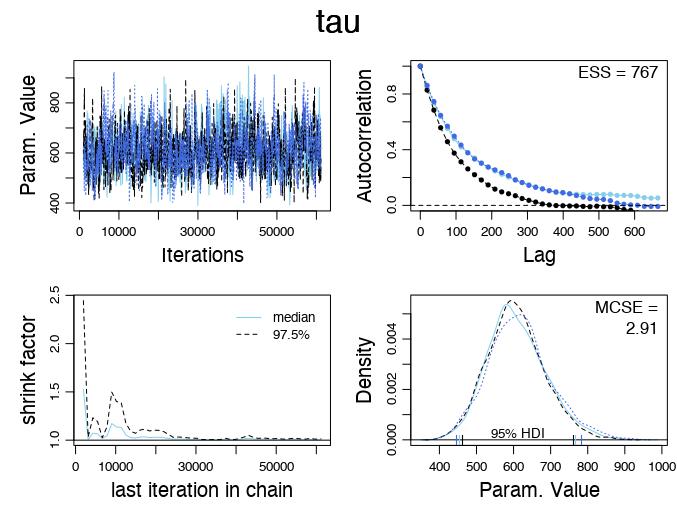 tau
Param. Value
400
600
800
0
10000
30000
50000
Iterations
Autocorrelation
0.0
0.4
0.8
ESS = 767
0
100
200
300
400
500
600
Lag
shrink factor
1.0
1.5
2.0
2.5
median
97.5%
0
10000
30000
50000
last iteration in chain
Density
0.000
0.002
0.004
MCSE =
2.91
95% HDI
400
500
600
700
800
900
1000
Param. Value